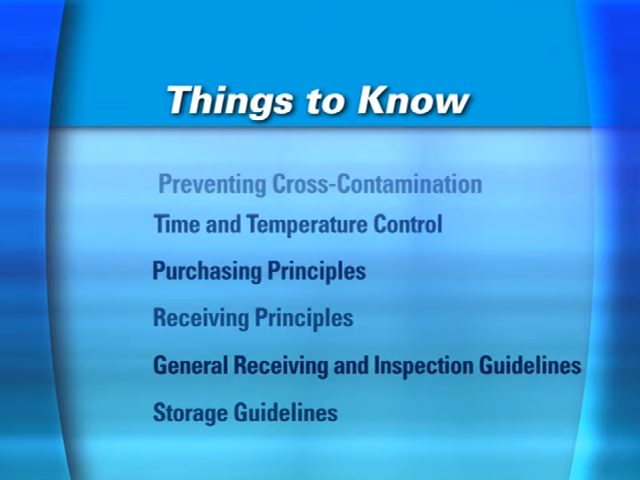 Things to Know
Preventing Cross-Contamination
Time and Temperature Control
Purchasing Principles
Receiving Principles
General Receiving and Inspection Guidelines
Storage Guidelines